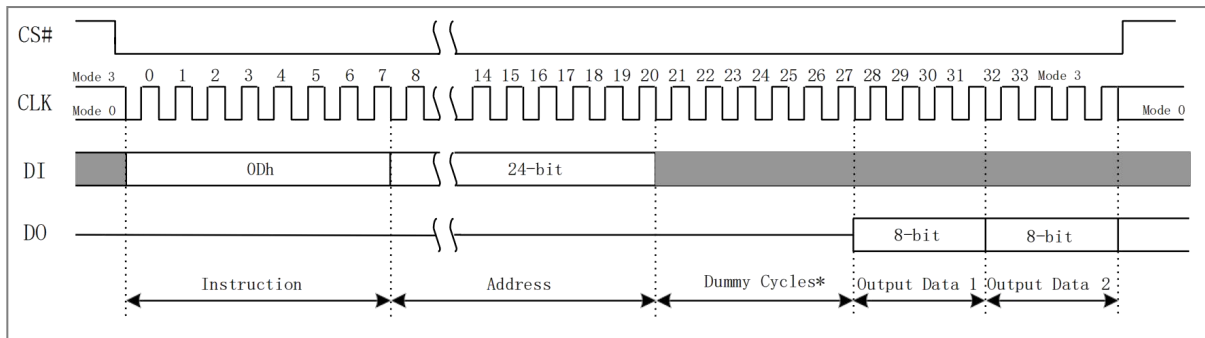 CS#
Mode 3 0 1 2 3 4 5 6 7 8 14 15 16 17 18 19 20 21 22 23 24 25 26 27 28 29 30 31 32 33 Mode 3
CLK
Mode 0 Mode 0
DI 0Dh 24-bit
DO 8-bit 8-bit
Instruction Address Dummy Cycles* Output Data 1 Output Data 2